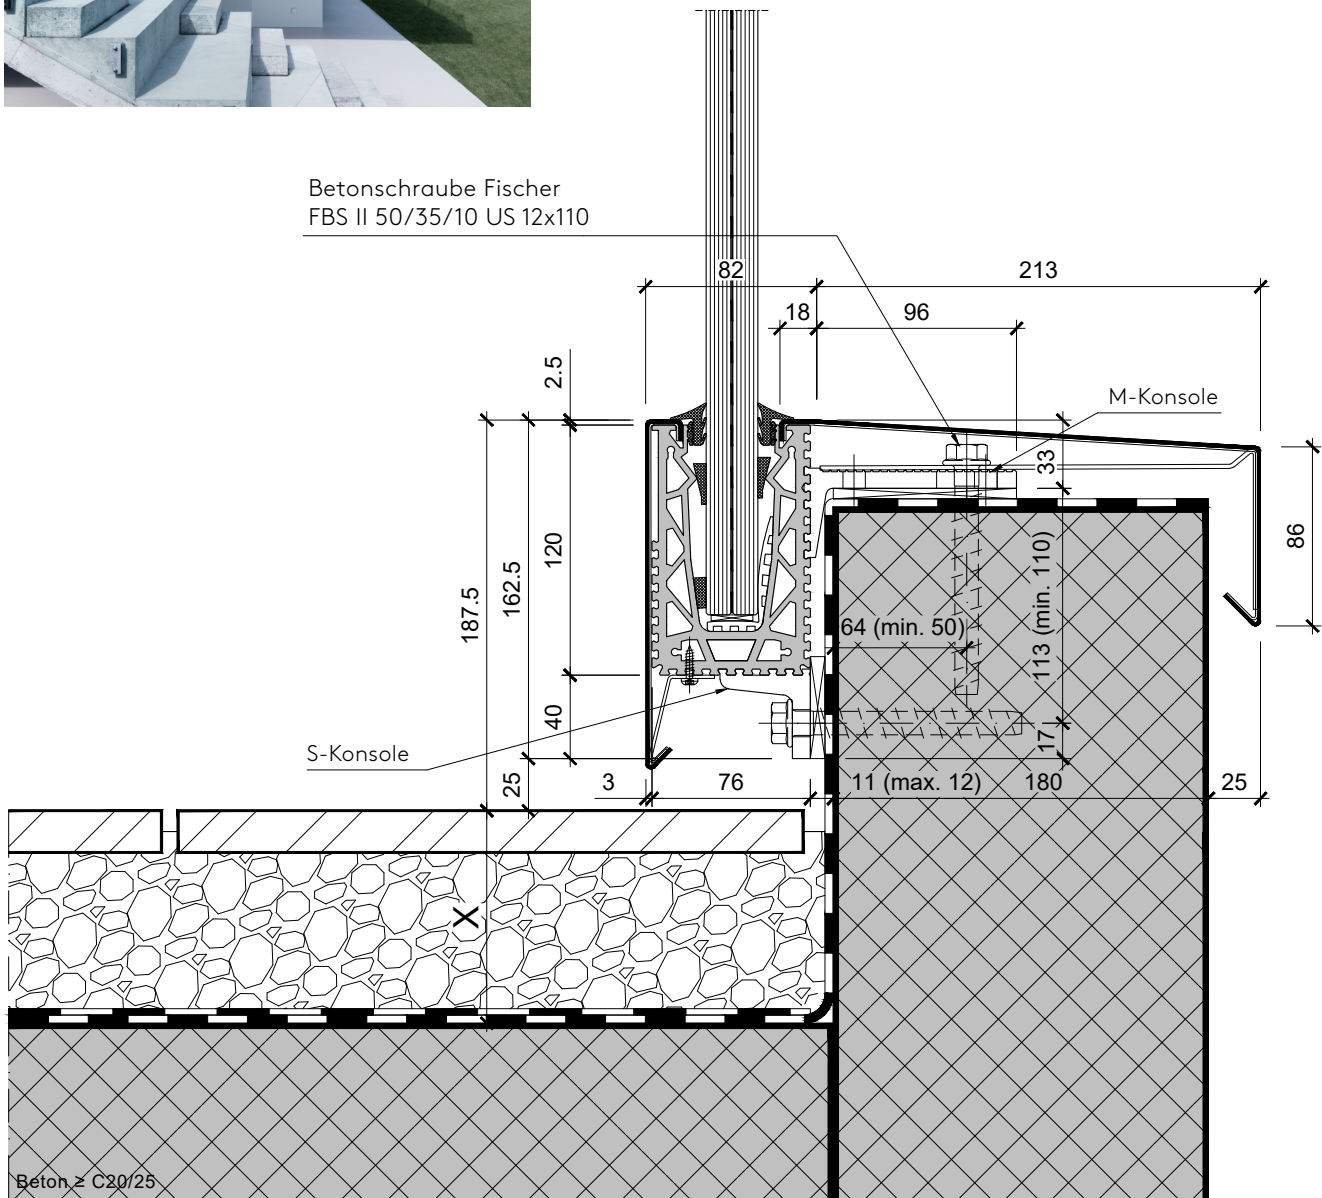 Betonschraube Fischer
FBS II 50/35/10 US 12x110
82
213
18
96
2.5
M-Konsole
33
86
120
162.5
187.5
113 (min. 110)
64 (min. 50)
40
17
S-Konsole
25
3
76
11 (max. 12)
180
25
X
Beton ≥ C20/25